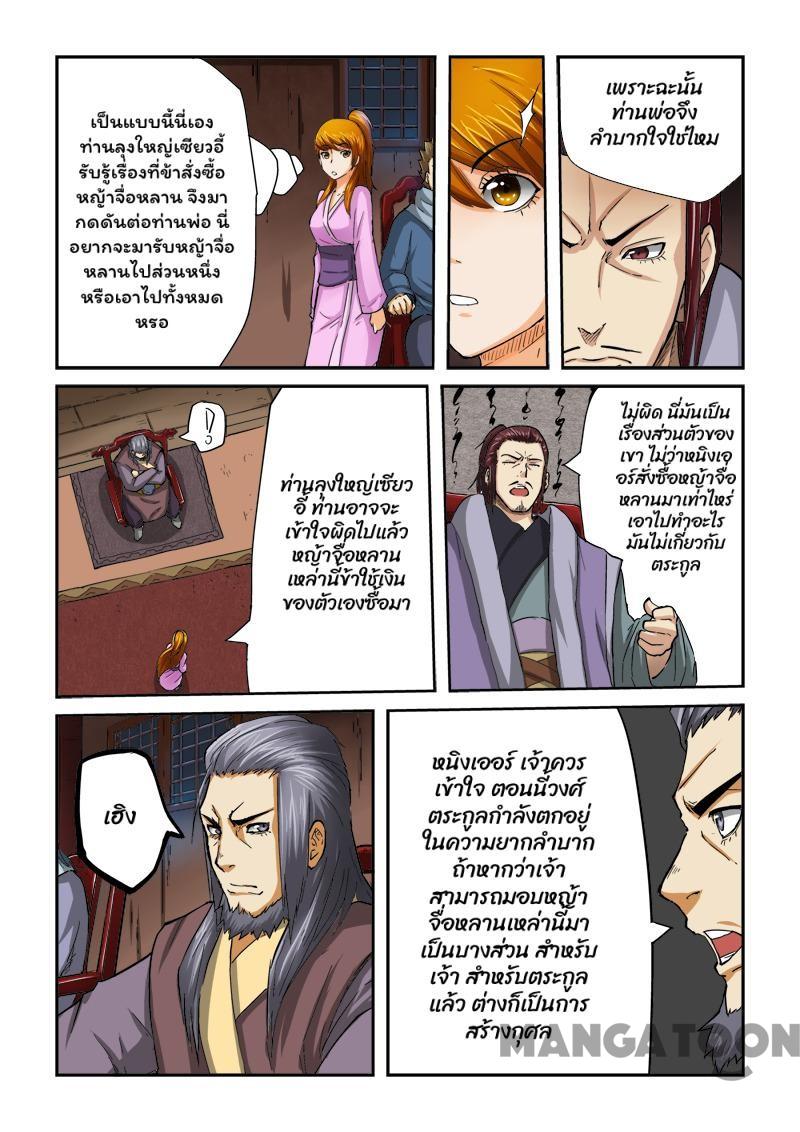 เป็นแบบนี้นี่เอง
ท่านลุงใหญ่เซียวอี้
รับรู้เรื่องที่ข้าสั่งซื้อ
หญ้าจื่อหลาน จึงมา
กดดันต่อท่านพ่อ นี่
อยากจะมารับหญ้าจื่อ
หลานไปส่วนหนึ่ง
หรือเอาไปทั้งหมด
หรอ
เพราะฉะนั้น
ท่านพ่อจึง
ลำบากใจใช่ไหม
!
ท่านลุงใหญ่เซียว
อี้ ท่านอาจจะ
เข้าใจผิดไปแล้ว
หญ้าจื่อหลาน
เหล่านี้ข้าใช้เงิน
ของตัวเองซื้อมา
ไม่ผิด นี่มันเป็น
เรื่องส่วนตัวของ
เขา ไม่ว่าหนิงเอ
อร์สั่งซื้อหญ้าจื่อ
หลานมาเท่าไหร่
เอาไปทำอะไร
มันไม่เกี่ยวกับ
ตระกูล
เฮิง
หนิงเออร์ เจ้าควร
เข้าใจ ตอนนี้วงศ์
ตระกูลกำลังตกอยู่
ในความยากลำบาก
ถ้าหากว่าเจ้า
สามารถมอบหญ้า
จื่อหลานเหล่านี้มา
เป็นบางส่วน สำหรับ
เจ้า สำหรับตระกูล
แล้ว ต่างก็เป็นการ
สร้างกุศล
MANGATOON